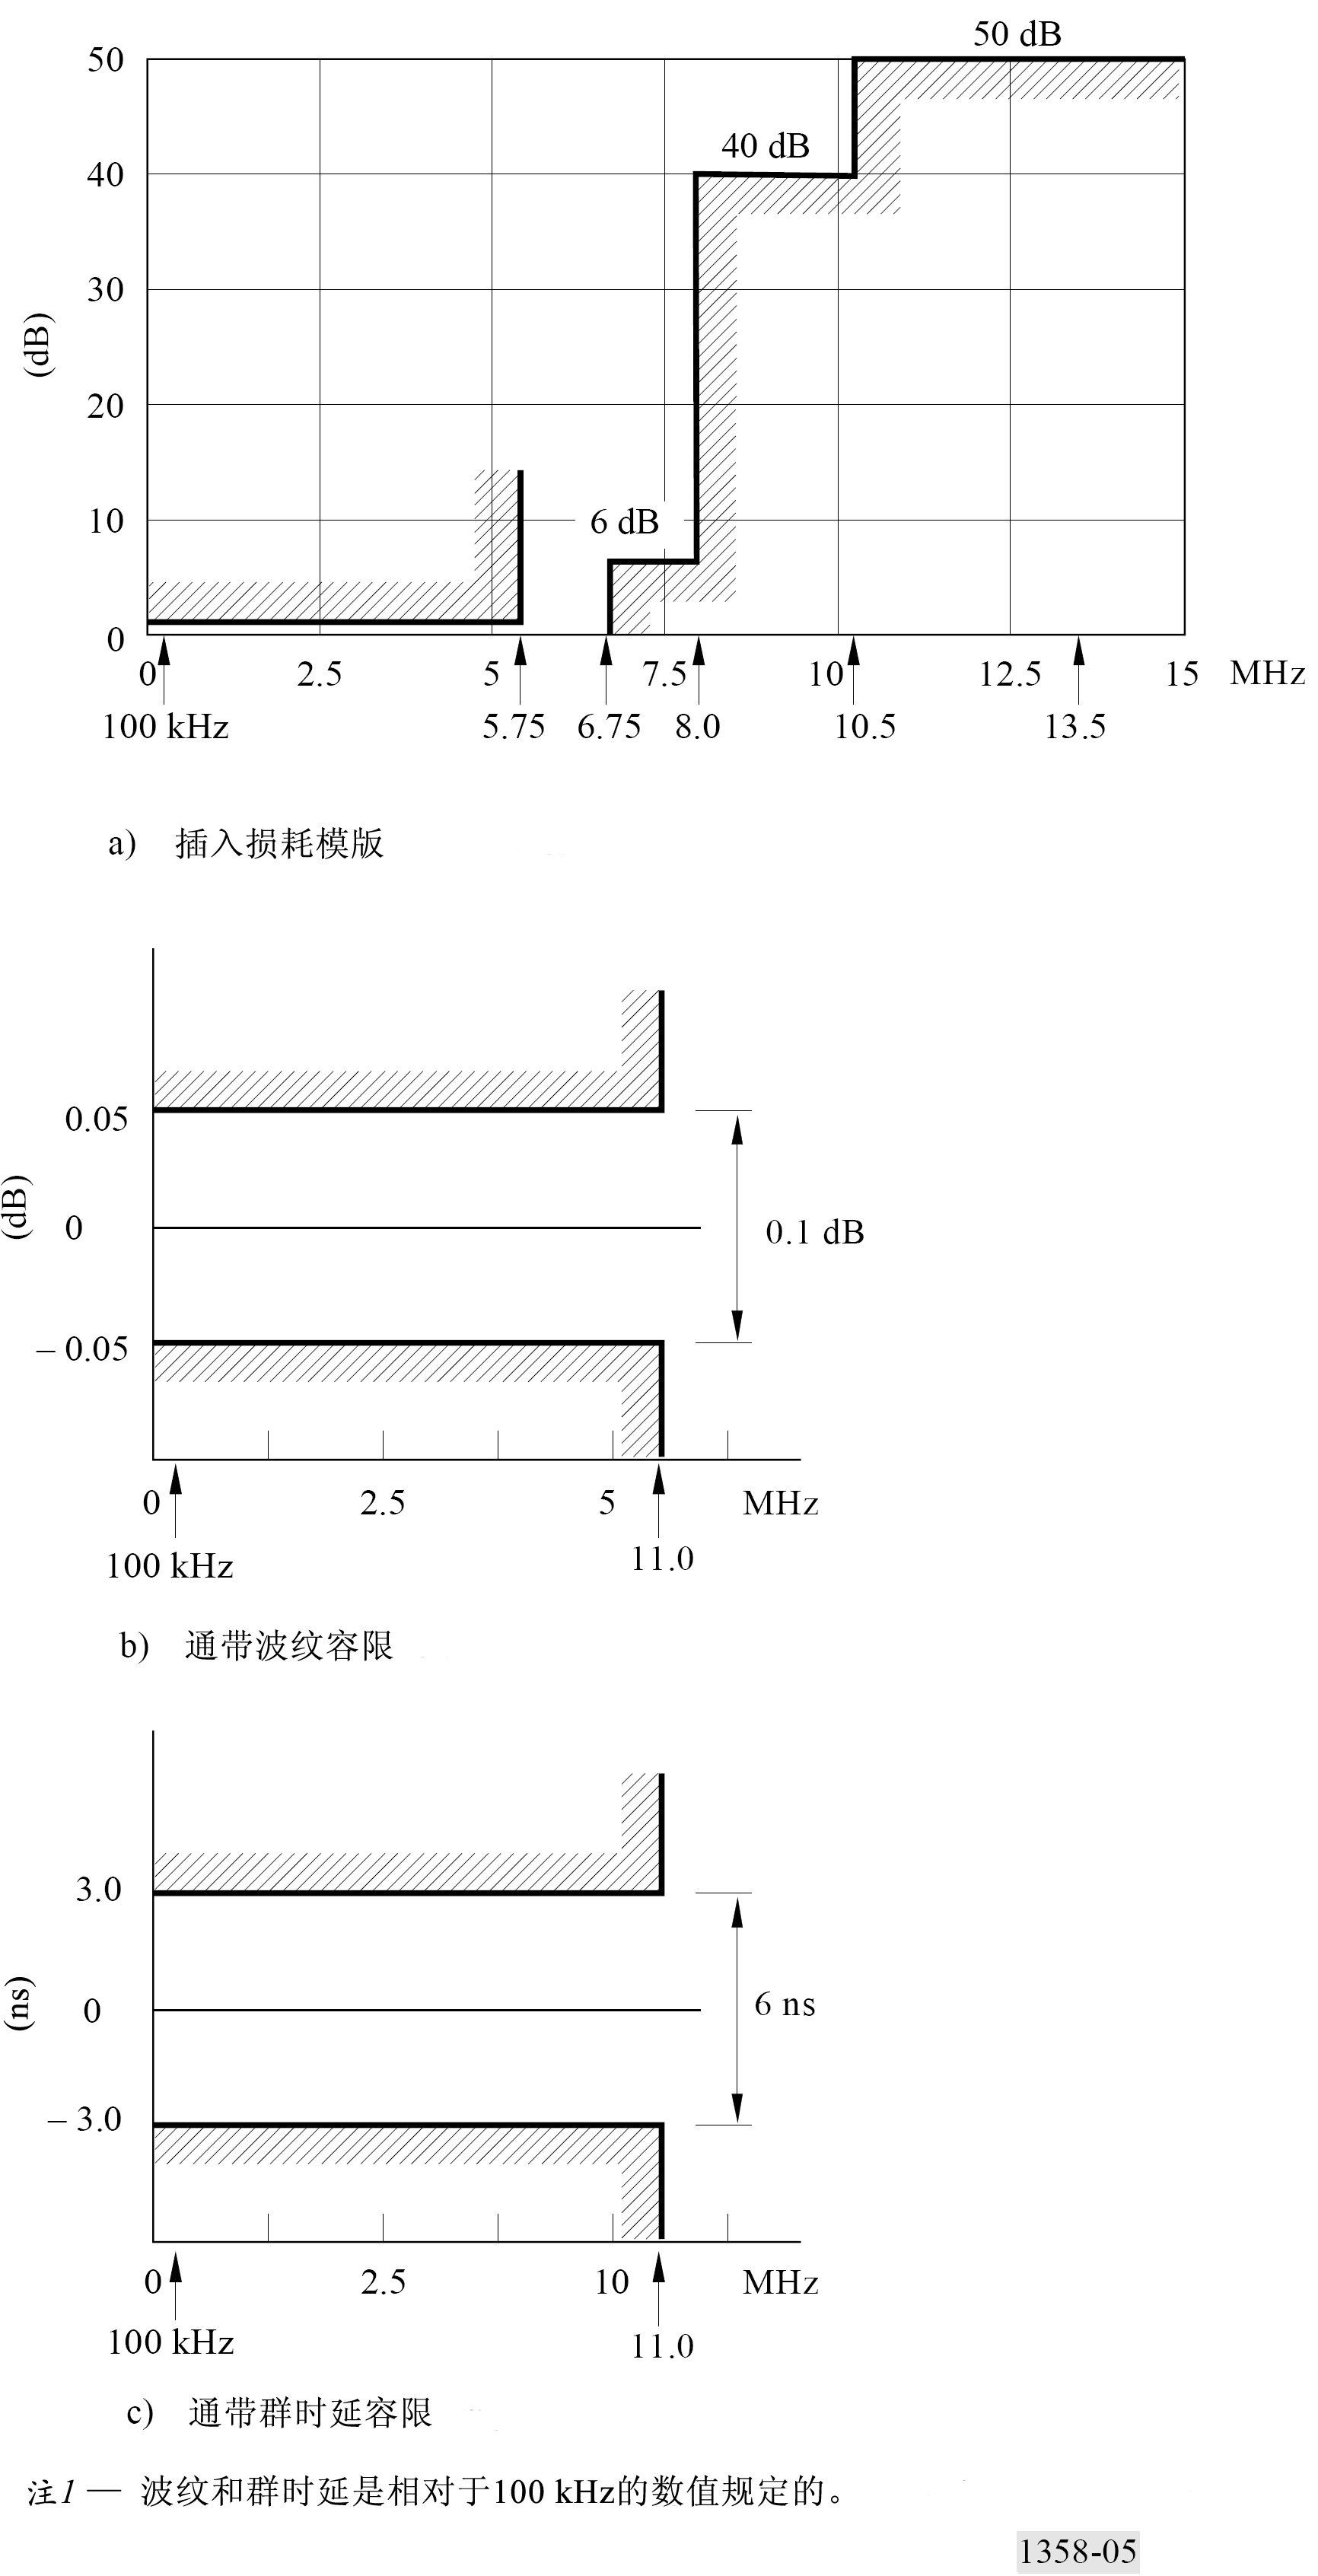 50 dB
50
40 dB
40
30
(dB)
20
10
6 dB
0
0 2.5 5 7.5 10 12.5 15 MHz
100 kHz 5.75 6.75 8.0 10.5 13.5
a) 插入损耗模版
0.05
(dB)
0
0.1 dB
– 0.05
0 2.5 5 MHz
100 kHz 11.0
b) 通带波纹容限
3.0
(ns)
0
6 ns
– 3.0
0 2.5 10 MHz
100 kHz 11.0
c) 通带群时延容限
注1 — 波纹和群时延是相对于100 kHz的数值规定的。
1358-05